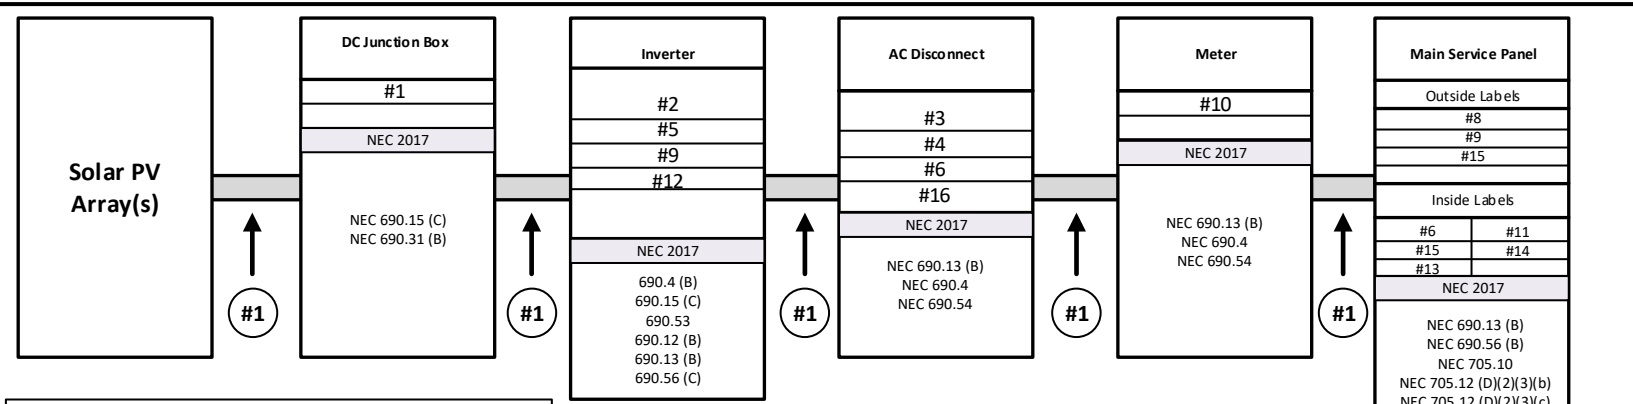 Solar PV
Array(s)
#1
DC Junction Box
#1
NEC 2017
NEC 690.15 (C)
NEC 690.31 (B)
#1
Inverter
#2
#5
#9
#12
NEC 2017
690.4 (B)
690.15 (C)
690.53
690.12 (B)
690.13 (B)
690.56 (C)
#1
AC Disconnect
#3
#4
#6
#16
NEC 2017
NEC 690.13 (B)
NEC 690.4
NEC 690.54
#1
Meter
#10
NEC 2017
NEC 690.13 (B)
NEC 690.4
NEC 690.54
#1
Main Service Panel
Outside Labels
#8
#9
#15
Inside Labels
#6 #11
#15 #14
#13
NEC 2017
NEC 690.13 (B)
NEC 690.56 (B)
NEC 705.10
NEC 705.12 (D)(2)(3)(b)
NEC 705.12 (D)(2)(3)(c)